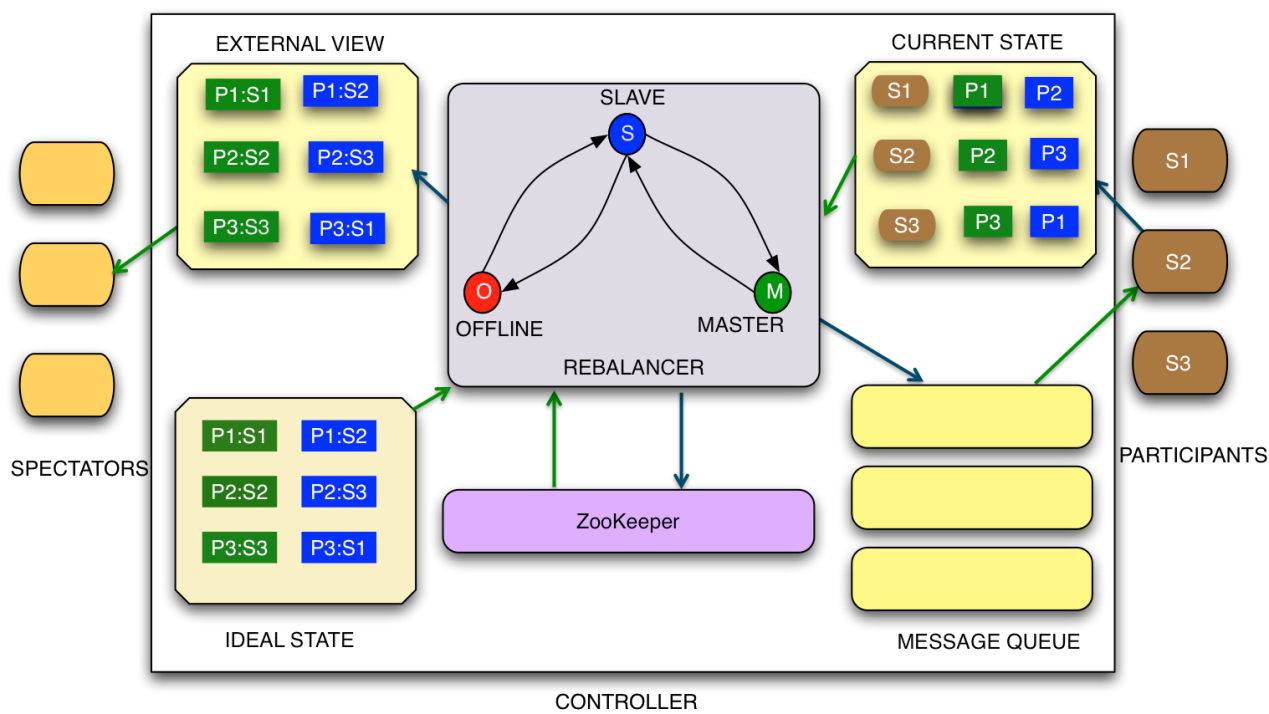 EXTERNAL VIEW
P1:S1
P1:S2
P2:S2
P2:S3
P3:S3
P3:S1
SPECTATORS
P1:S1
P1:S2
P2:S2
P2:S3
P3:S3
P3:S1
IDEAL STATE
SLAVE
S
O
OFFLINE
M
MASTER
REBALANCER
ZooKeeper
CURRENT STATE
S1
P1
P2
S2
P2
P3
S3
P3
P1
MESSAGE QUEUE
S1
S2
S3
PARTICIPANTS
CONTROLLER